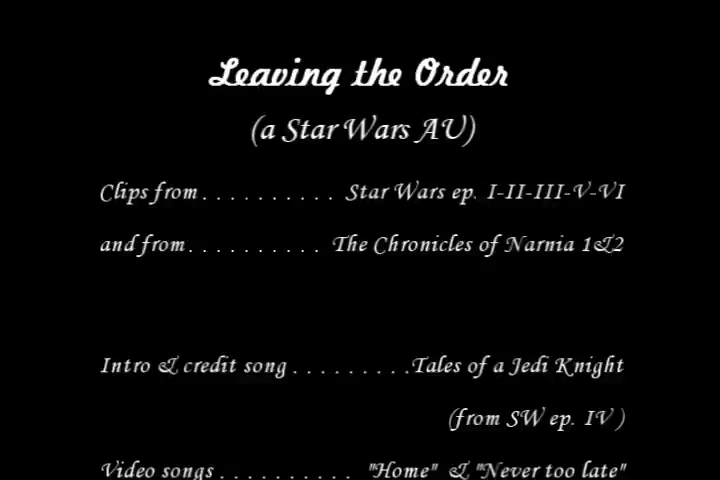 Leaving the Order
(a Star Wars AU)
Clips from . . . . . . . . . . Star Wars ep. I-II-III-V-VI
and from . . . . . . . . . . The Chronicles of Narnia 1&2
Intro & credit song . . . . . . . . . Tales of a Jedi Knight
(from SW ep. IV )
Video songs . . . . . . . . . . "Home" & "Never too late"